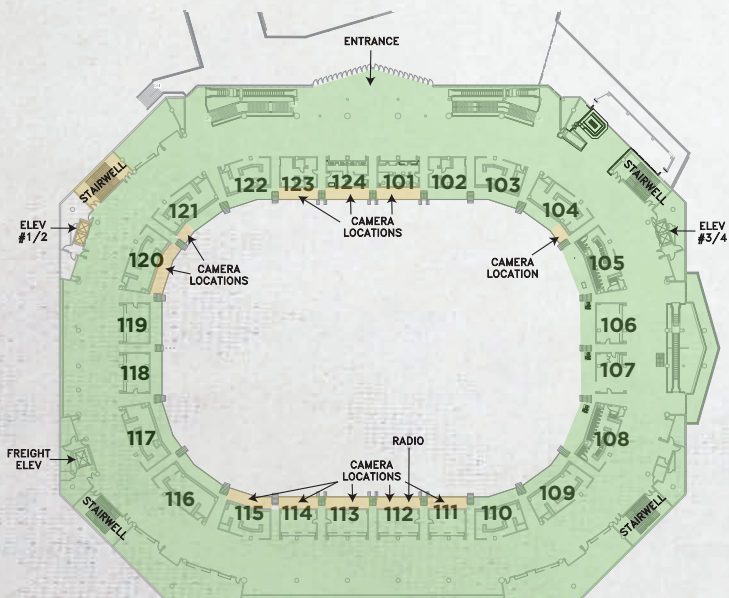 ENTRANCE
STAIRWELL
STAIRWELL
122
123
124
101
102
103
121
104
CAMERA
LOCATIONS
ELEV
#1/2
ELEV
#3/4
120
CAMERA
LOCATIONS
CAMERA
LOCATION
105
119
106
118
107
117
108
RADIO
FREIGHT
ELEV
CAMERA
LOCATIONS
116
109
115
114
113
112
111
110
STAIRWELL
STAIRWELL